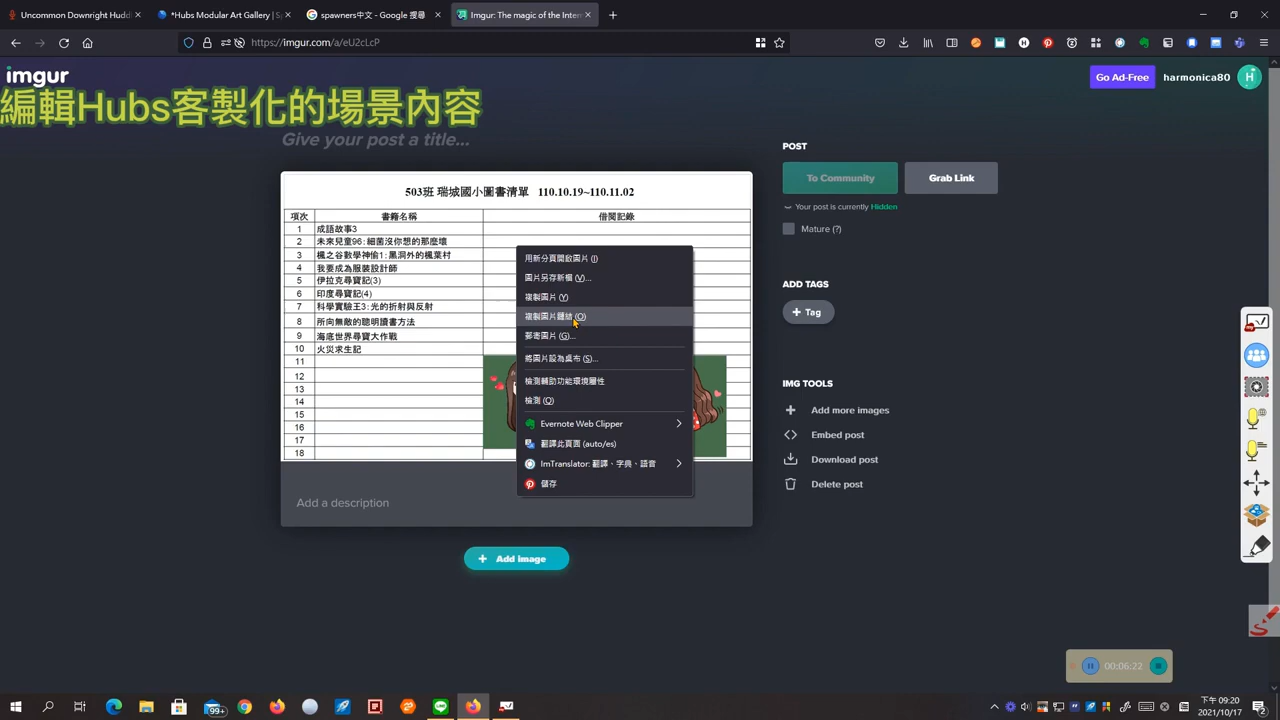 Uncommon Downright Hudd
*Hubs Modular Art Gallery | S
spawners中文 - Google 搜尋
Imgur: The magic of the Inter
https://imgur.com/a/eU2cLcP
imgur
Go Ad-Free
harmonica80
H
編輯Hubs客製化的場景內容
Give your post a title...
503班 瑞城國小圖書清單 110.10.19~110.11.02
項次 書籍名稱 借閱記錄
1 成語故事3
2 未來兒童96:細菌沒你想的那麼壞
3 楓之谷數學神偷1:黑洞外的楓葉村
4 我要成為服裝設計師
5 伊拉克尋寶記(3)
6 印度尋寶記(4)
7 科學實驗王3:光的折射與反射
8 所向無敵的聰明讀書方法
9 海底世界尋寶大作戰
10 火災求生記
11
12
13
14
15
16
17
18
用新分頁開啟圖片 (I)
圖片另存新檔 (V)...
複製圖片 (Y)
複製圖片鏈結 (O)
郵寄圖片 (G)...
將圖片設為桌布 (S)...
檢測輔助功能環境屬性
檢測 (Q)
Evernote Web Clipper
翻譯此頁面 (auto/es)
ImTranslator: 翻譯、字典、語音
儲存
Add a description
Add image
POST
To Community
Grab Link
Your post is currently Hidden
Mature (?)
ADD TAGS
Tag
IMG TOOLS
Add more images
Embed post
Download post
Delete post
00:06:22
99+
下午 09:20
2021/10/17
2